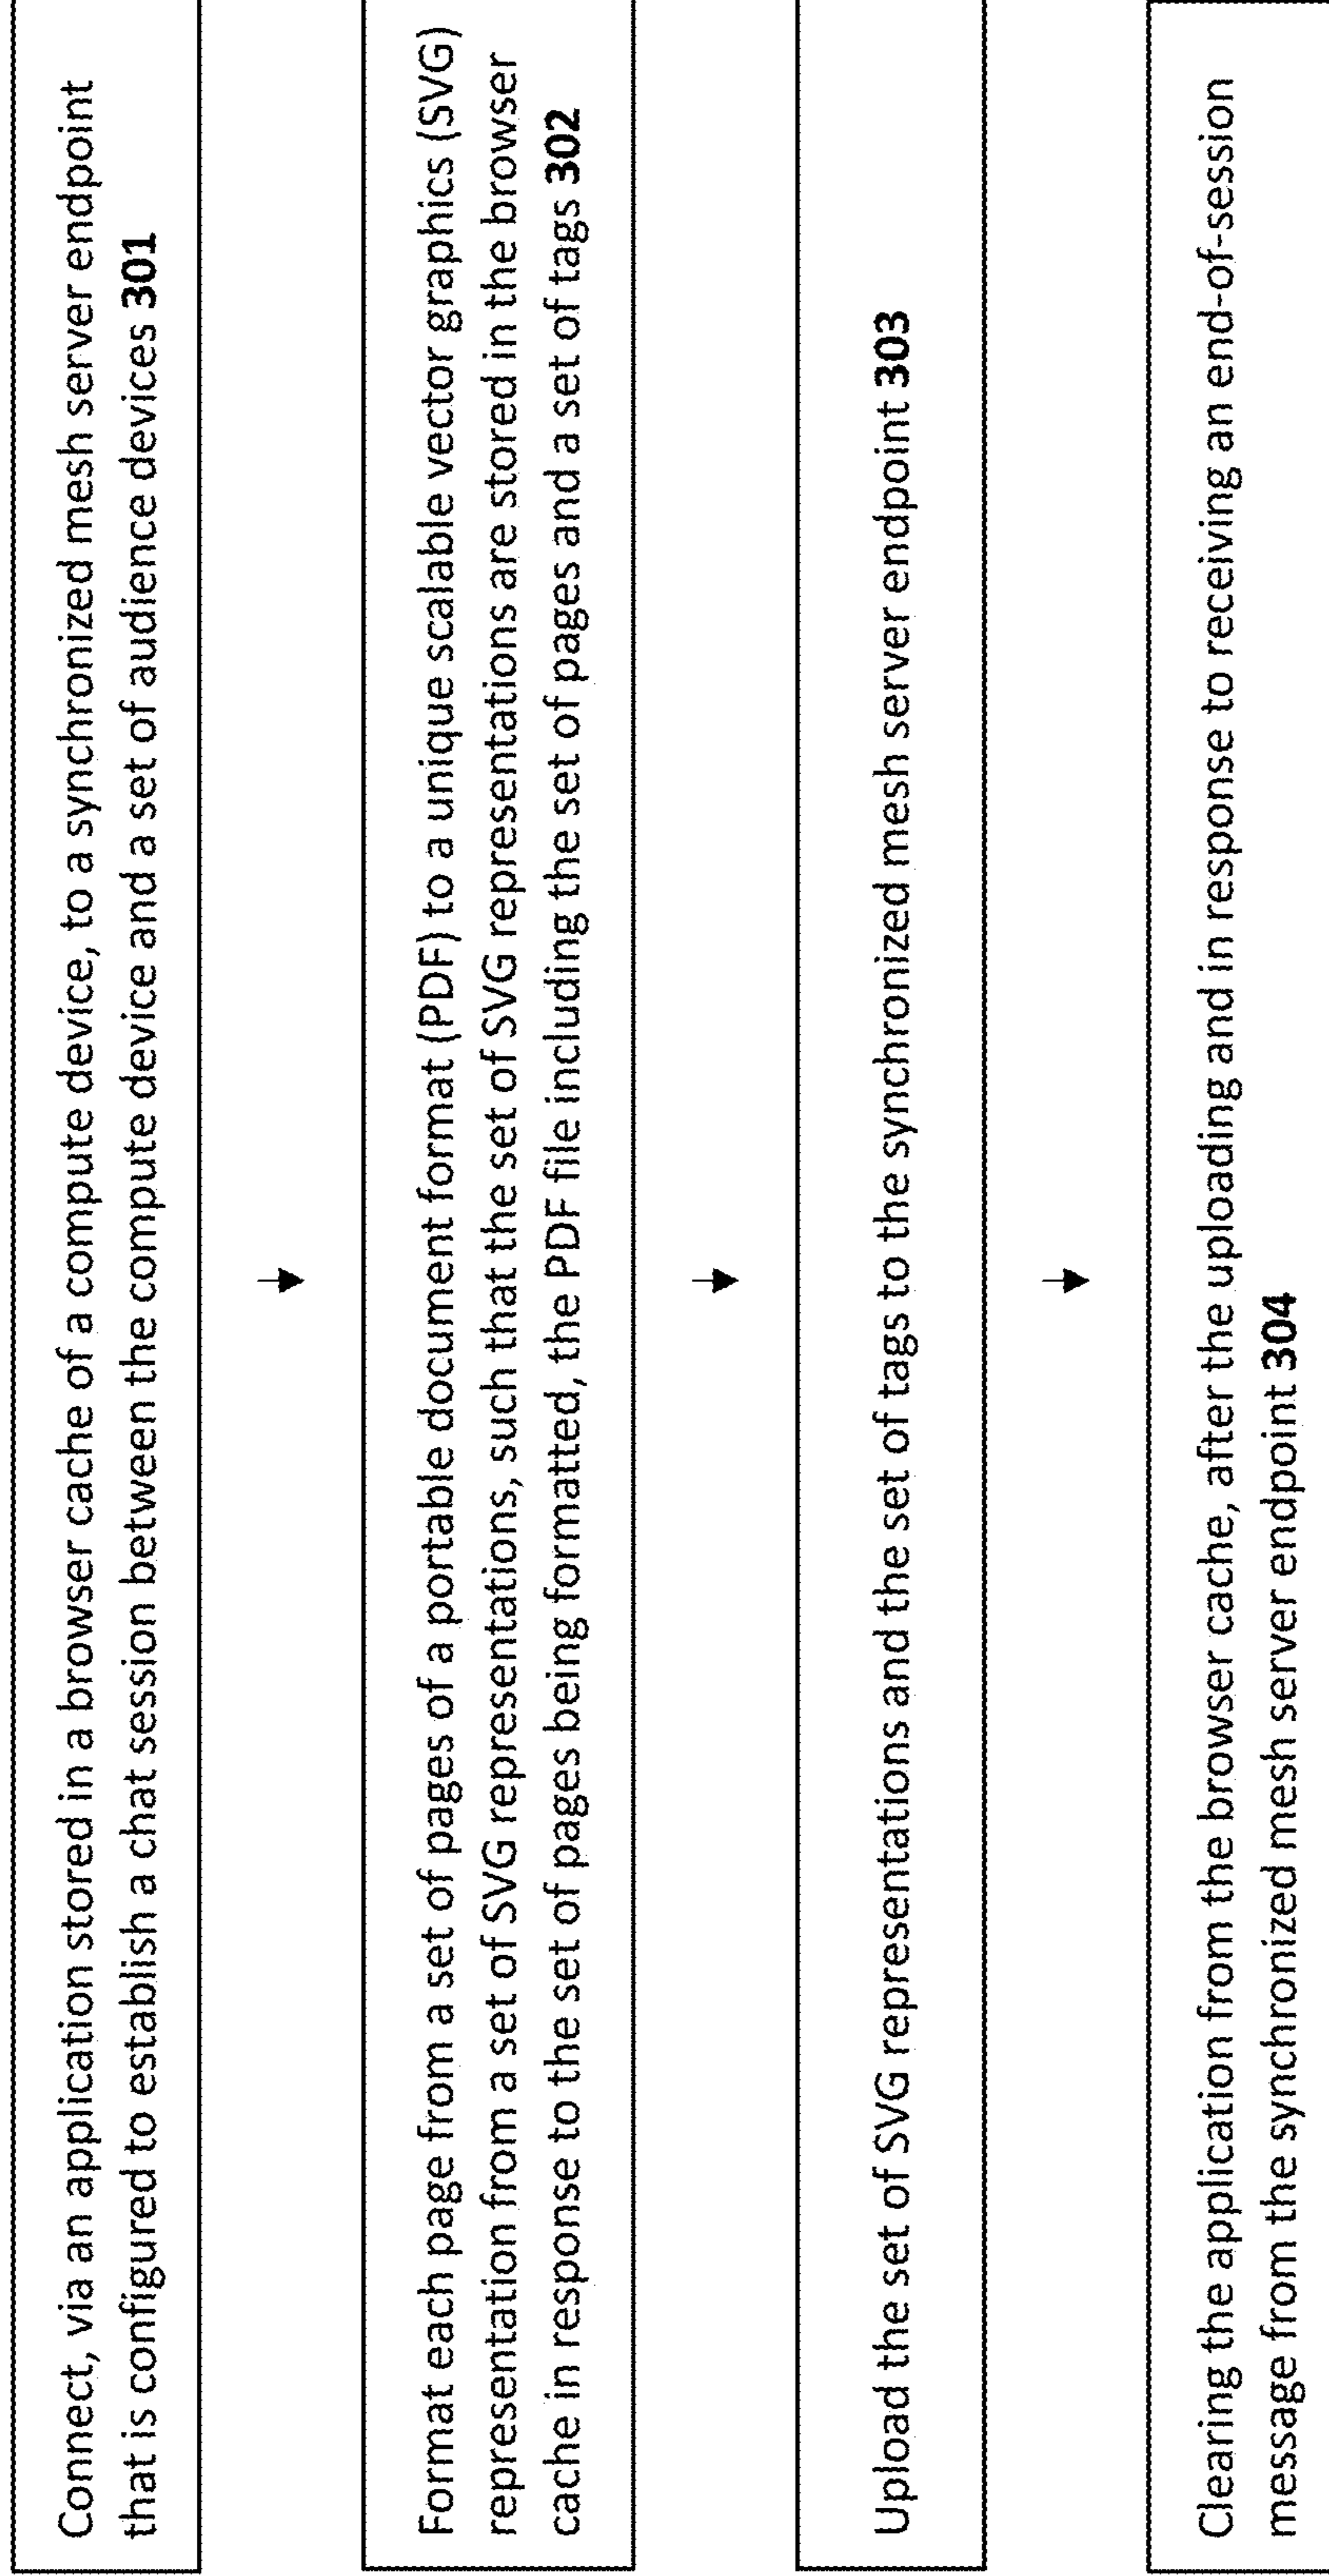 Connect, via an application stored in a browser cache of a compute device, to a synchronized mesh server endpoint
that is configured to establish a chat session between the compute device and a set of audience devices 301
Format each page from a set of pages of a portable document format (PDF) to a unique scalable vector graphics (SVG)
representation from a set of SVG representations, such that the set of SVG representations are stored in the browser
cache in response to the set of pages being formatted, the PDF file including the set of pages and a set of tags 302
Upload the set of SVG representations and the set of tags to the synchronized mesh server endpoint 303
Clearing the application from the browser cache, after the uploading and in response to receiving an end-of-session
message from the synchronized mesh server endpoint 304